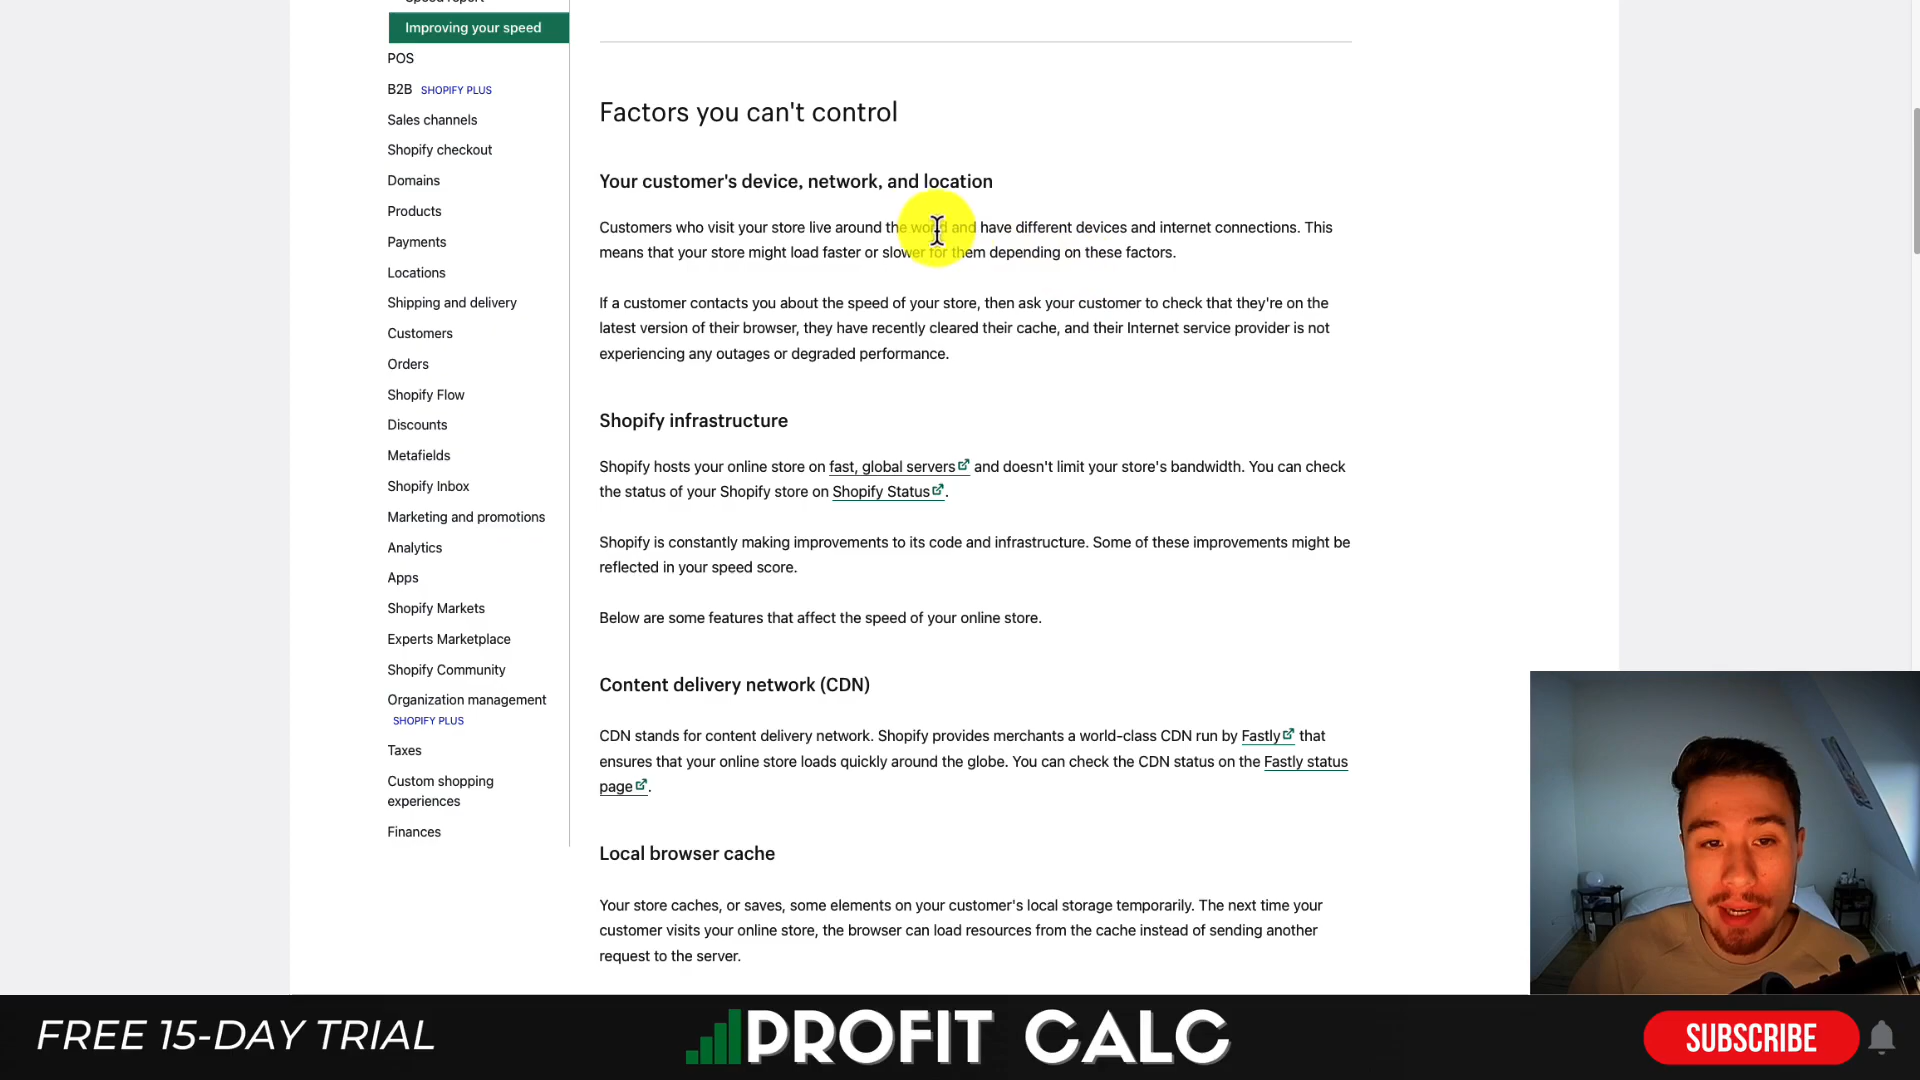 Improving your speed
POS
B2B SHOPIFY PLUS
Sales channels
Shopify checkout
Domains
Products
Payments
Locations
Shipping and delivery
Customers
Orders
Shopify Flow
Discounts
Metafields
Shopify Inbox
Marketing and promotions
Analytics
Apps
Shopify Markets
Experts Marketplace
Shopify Community
Organization management
SHOPIFY PLUS
Taxes
Custom shopping
experiences
Finances
Factors you can't control
Your customer's device, network, and location
Customers who visit your store live around the world and have different devices and internet connections. This
means that your store might load faster or slower for them depending on these factors.
If a customer contacts you about the speed of your store, then ask your customer to check that they're on the
latest version of their browser, they have recently cleared their cache, and their Internet service provider is not
experiencing any outages or degraded performance.
Shopify infrastructure
Shopify hosts your online store on fast, global servers and doesn't limit your store's bandwidth. You can check
the status of your Shopify store on Shopify Status.
Shopify is constantly making improvements to its code and infrastructure. Some of these improvements might be
reflected in your speed score.
Below are some features that affect the speed of your online store.
Content delivery network (CDN)
CDN stands for content delivery network. Shopify provides merchants a world-class CDN run by Fastly that
ensures that your online store loads quickly around the globe. You can check the CDN status on the Fastly status
page.
Local browser cache
Your store caches, or saves, some elements on your customer's local storage temporarily. The next time your
customer visits your online store, the browser can load resources from the cache instead of sending another
request to the server.
FREE 15-DAY TRIAL
PROFIT CALC
SUBSCRIBE